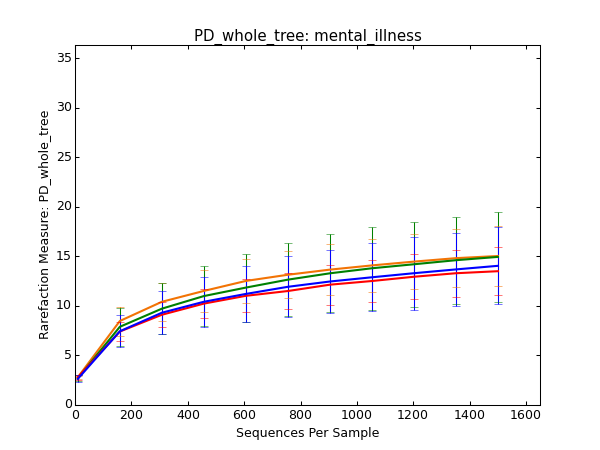 PD_whole_tree: mental_illness
Rarefaction Measure: PD_whole_tree
35
30
25
20
15
10
5
0
0 200 400 600 800 1000 1200 1400 1600
Sequences Per Sample